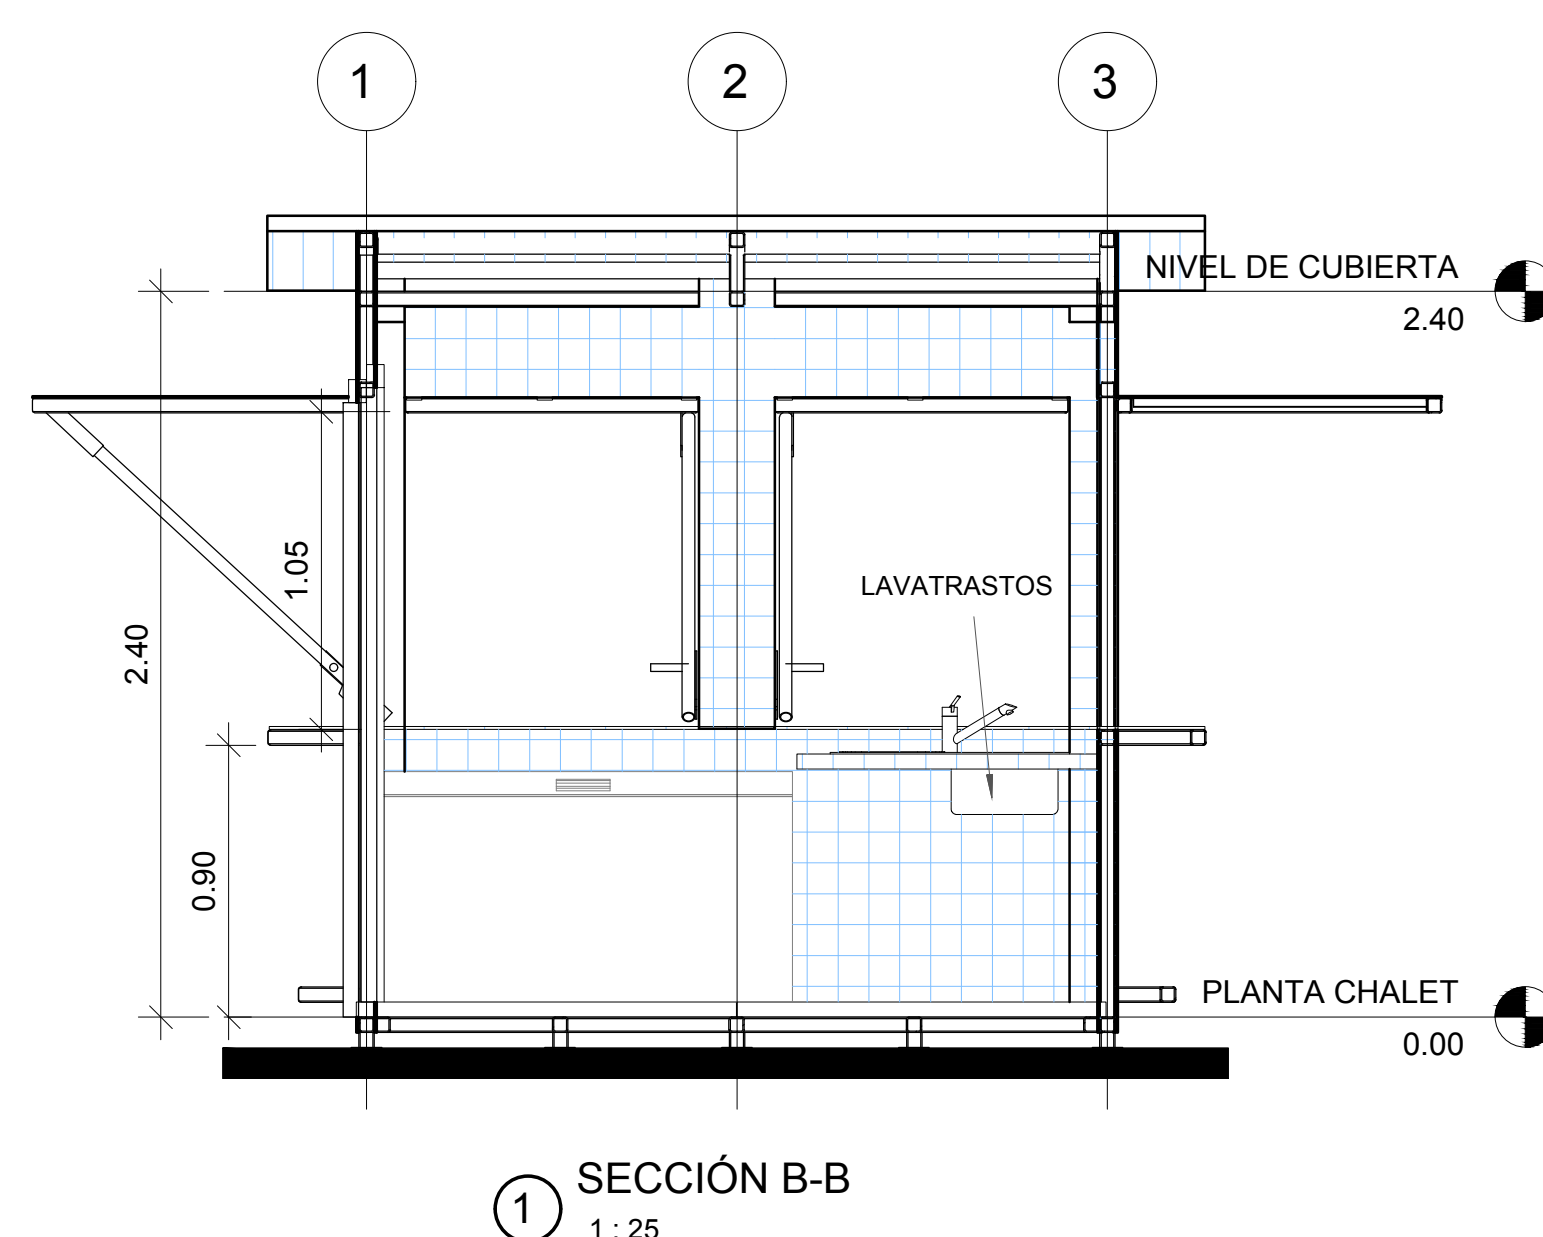 1
2
3
NIVEL DE CUBIERTA
2.40
1.05
LAVATRASTOS
2.40
0.90
PLANTA CHALET
0.00
1
SECCIÓN B-B
1 : 25